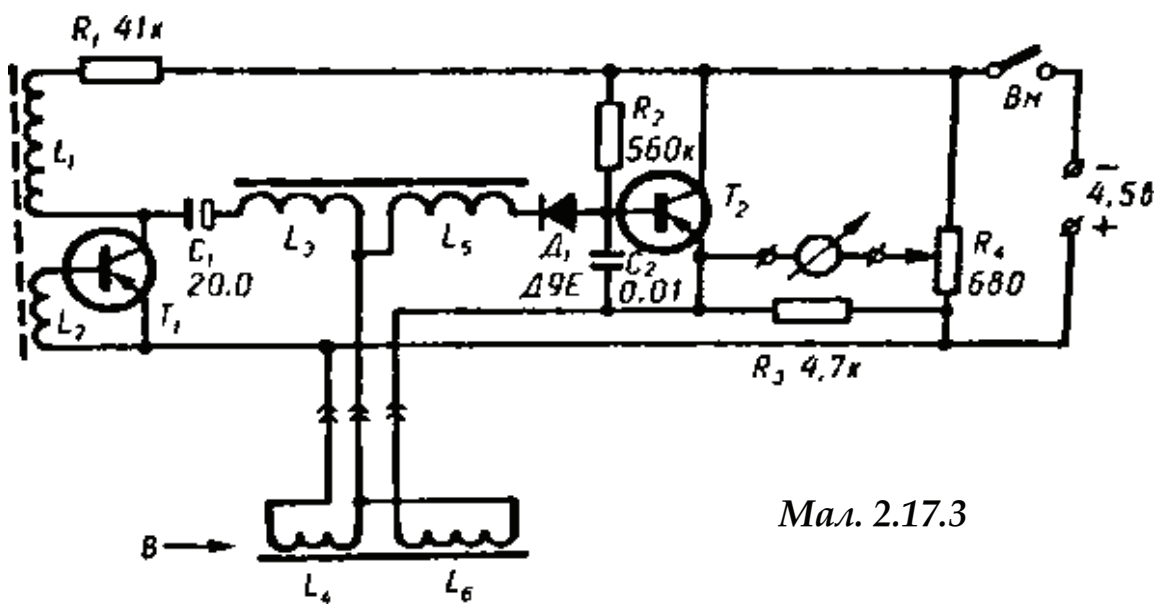 R₁ 41к
L₁
L₂
T₁
C₁
20.0
L₃
L₅
Д₁
Д9Е
R₂
560к
C₂
0.01
T₂
Вм
−
4,5в
+
R₄
680
R₃ 4,7к
В
L₄
L₆
Мал. 2.17.3